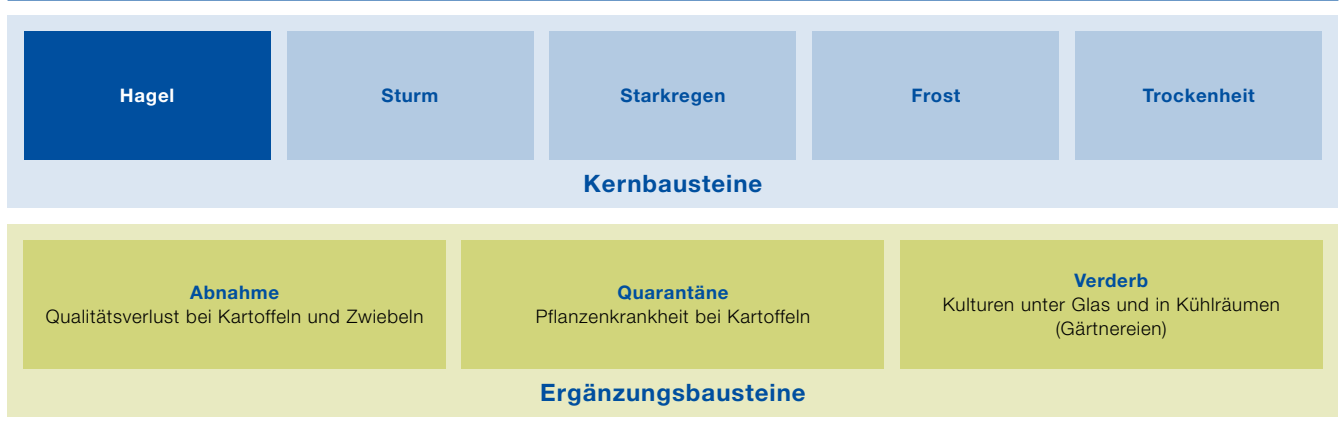 Hagel
Sturm
Starkregen
Frost
Trockenheit
Kernbausteine
Abnahme
Qualitätsverlust bei Kartoffeln und Zwiebeln
Quarantäne
Pflanzenkrankheit bei Kartoffeln
Verderb
Kulturen unter Glas und in Kühlräumen
(Gärtnereien)
Ergänzungsbausteine